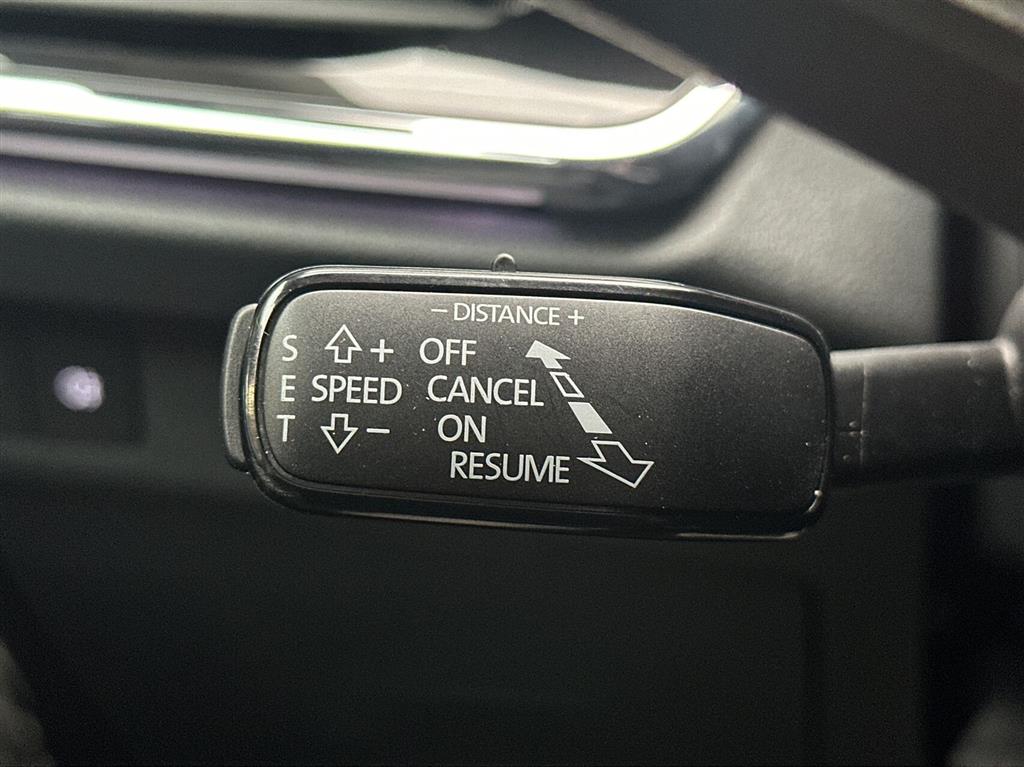 − DISTANCE +
S + OFF
E SPEED CANCEL
T − ON
RESUME